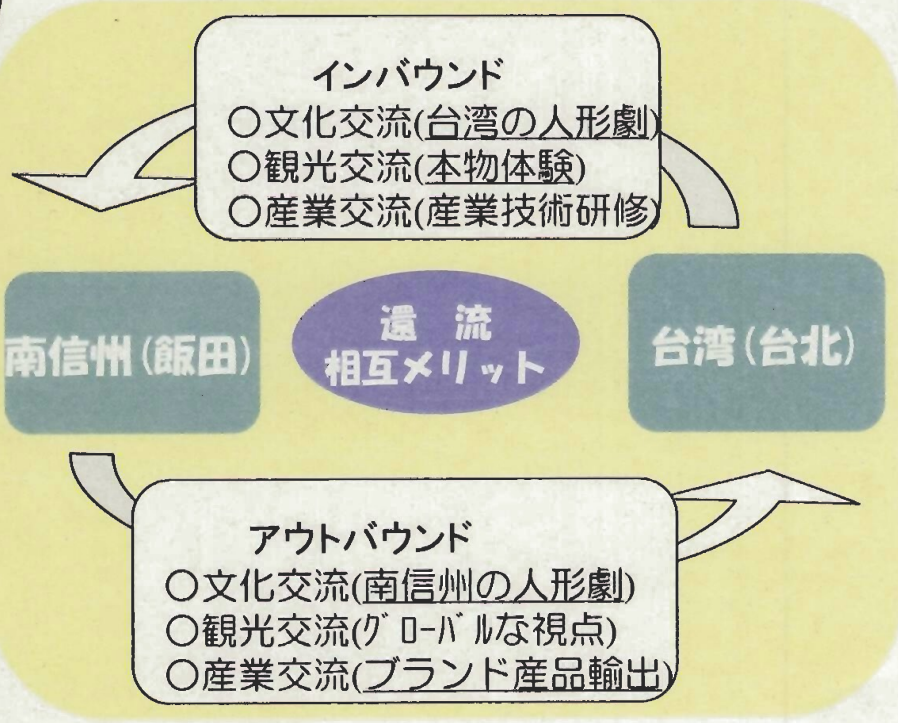 インバウンド
○文化交流(台湾の人形劇)
○観光交流(本物体験)
○産業交流(産業技術研修)
南信州(飯田)
還 流
相互メリット
台湾(台北)
アウトバウンド
○文化交流(南信州の人形劇)
○観光交流(グローバルな視点)
○産業交流(ブランド産品輸出)